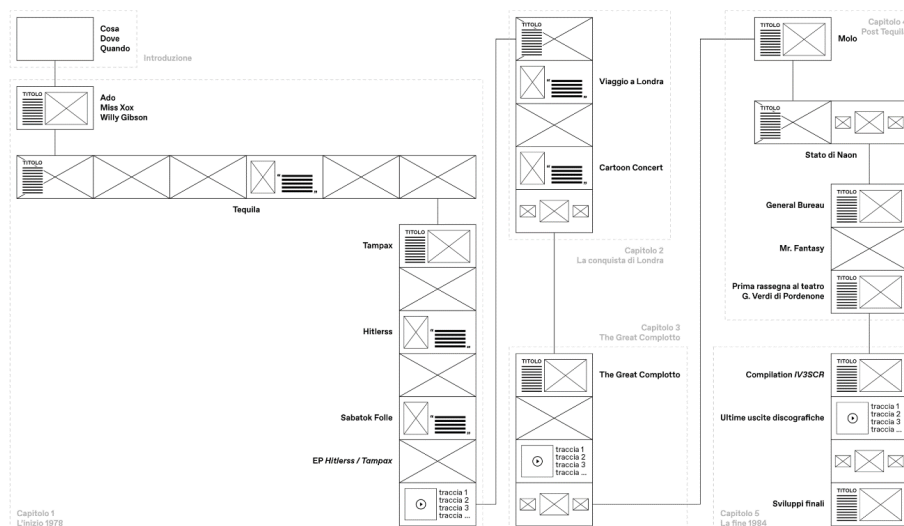 Cosa
Dove
Quando
Introduzione
TITOLO
Ado
Miss Xox
Willy Gibson
TITOLO
Tequila
TITOLO
Tampax
Hitlerss
Sabatok Folle
EP Hitlerss / Tampax
traccia 1
traccia 2
traccia 3
traccia ...
Capitolo 1
L'inizio 1978
TITOLO
Viaggio a Londra
Cartoon Concert
Capitolo 2
La conquista di Londra
Capitolo 3
The Great Complotto
TITOLO
The Great Complotto
traccia 1
traccia 2
traccia 3
traccia ...
Capitolo
Post Tequila
TITOLO
Molo
TITOLO
Stato di Naon
TITOLO
General Bureau
Mr. Fantasy
TITOLO
Prima rassegna al teatro
G. Verdi di Pordenone
TITOLO
Compilation IV3SCR
Ultime uscite discografiche
traccia 1
traccia 2
traccia 3
traccia ...
TITOLO
Sviluppi finali
Capitolo 5
La fine 1984